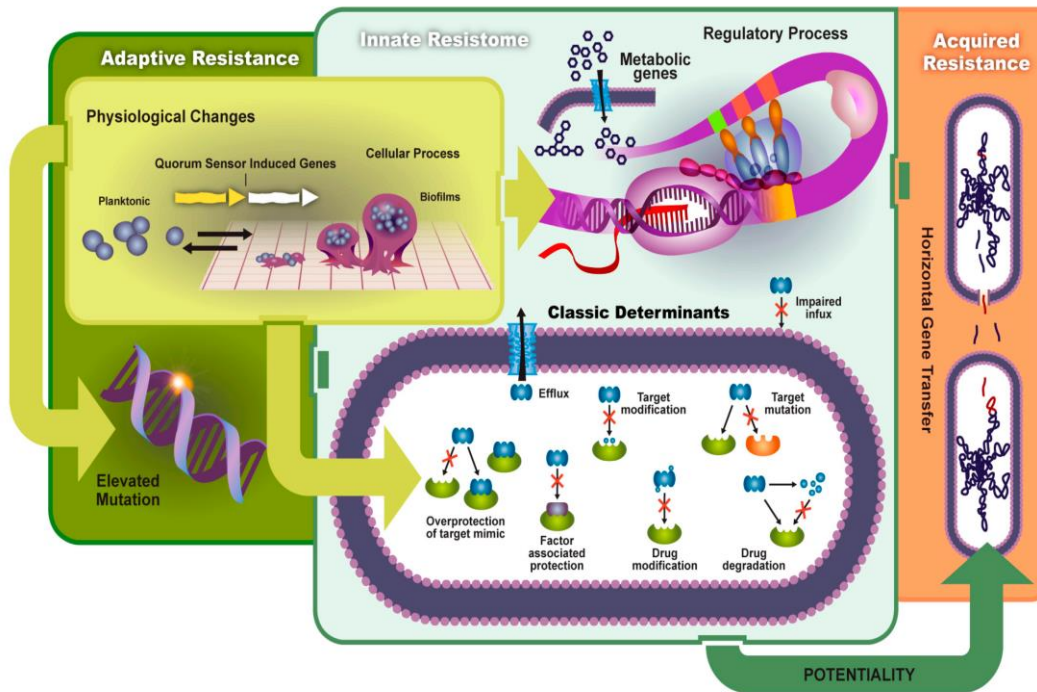 Adaptive Resistance
Physiological Changes
Quorum Sensor Induced Genes
Cellular Process
Planktonic
Biofilms
Elevated
Mutation
Innate Resistome
Metabolic
genes
Regulatory Process
Classic Determinants
Impaired
infux
Efflux
Target
modification
Target
mutation
Overprotection
of target mimic
Factor
associated
protection
Drug
modification
Drug
degradation
Acquired
Resistance
Horizontal Gene Transfer
POTENTIALITY